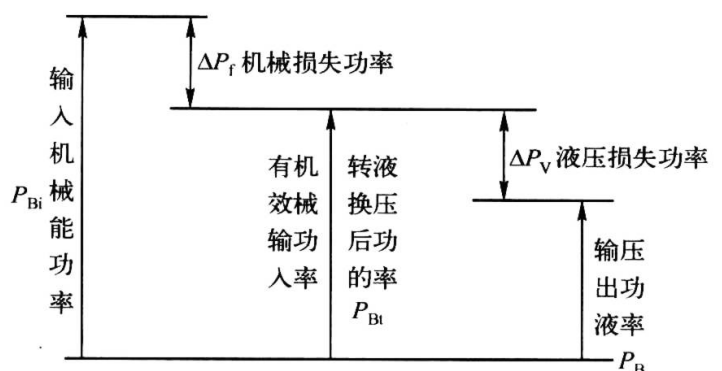 ΔP_f 机械损失功率
输入机械能功率
P_Bi
有效输入
机械功率
转换后的
液压功率
P_Bt
ΔP_V 液压损失功率
输出液
压功率
P_B